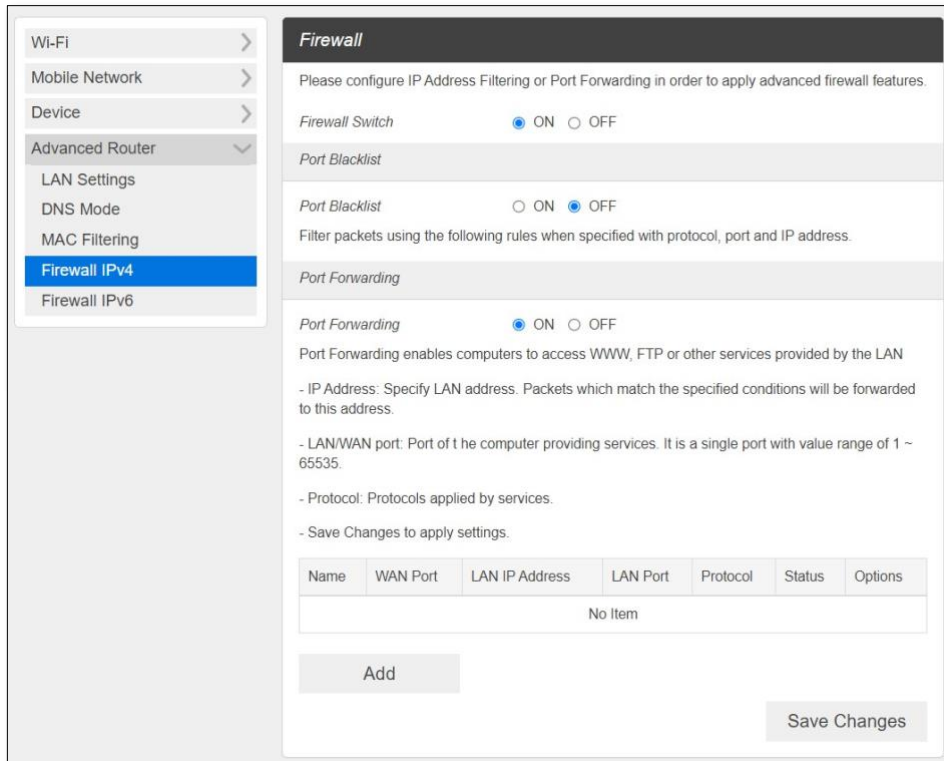 Wi-Fi
Mobile Network
Device
Advanced Router
LAN Settings
DNS Mode
MAC Filtering
Firewall IPv4
Firewall IPv6
Firewall
Please configure IP Address Filtering or Port Forwarding in order to apply advanced firewall features.
Firewall Switch ON OFF
Port Blacklist
Port Blacklist ON OFF
Filter packets using the following rules when specified with protocol, port and IP address.
Port Forwarding
Port Forwarding ON OFF
Port Forwarding enables computers to access WWW, FTP or other services provided by the LAN
- IP Address: Specify LAN address. Packets which match the specified conditions will be forwarded
to this address.
- LAN/WAN port: Port of t he computer providing services. It is a single port with value range of 1 ~
65535.
- Protocol: Protocols applied by services.
- Save Changes to apply settings.
Name WAN Port LAN IP Address LAN Port Protocol Status Options
No Item
Add
Save Changes